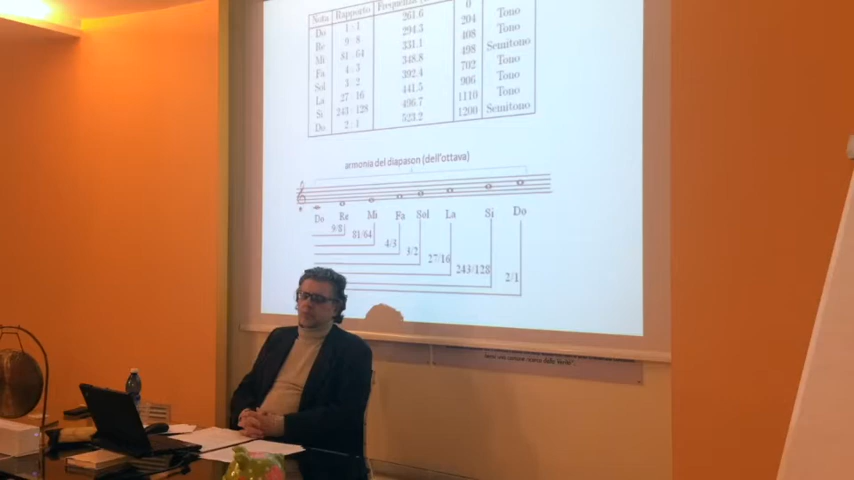 Nota Rapporto Frequenza
Do 1 : 1 261.6 0 Tono
Re 9 : 8 294.3 204 Tono
Mi 81 : 64 331.1 408 Semitono
Fa 4 : 3 348.8 498 Tono
Sol 3 : 2 392.4 702 Tono
La 27 : 16 441.5 906 Tono
Si 243 : 128 496.7 1110 Semitono
Do 2 : 1 523.2 1200
armonia del diapason (dell'ottava)
Do Re Mi Fa Sol La Si Do
9/8 81/64 4/3 3/2 27/16 243/128 2/1